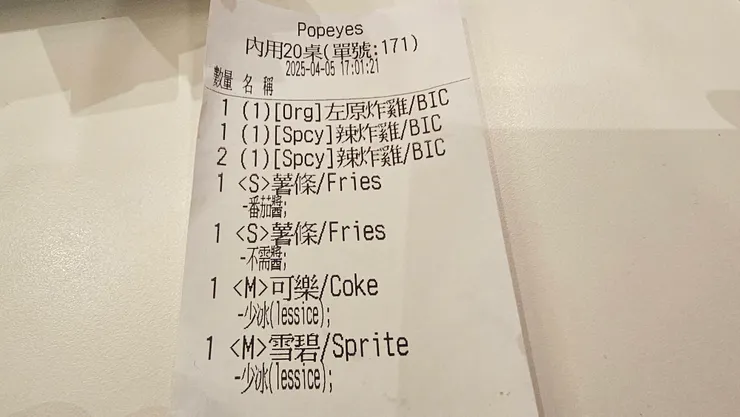 Popeyes
內用20桌(單號:171)
2025-04-05 17:01:21
數量 名 稱
1 (1)[Org]左原炸雞/BIC
1 (1)[Spcy]辣炸雞/BIC
2 (1)[Spcy]辣炸雞/BIC
1 <S>薯條/Fries
-番茄醬;
1 <S>薯條/Fries
-不需醬;
1 <M>可樂/Coke
-少冰(lessice);
1 <M>雪碧/Sprite
-少冰(lessice);